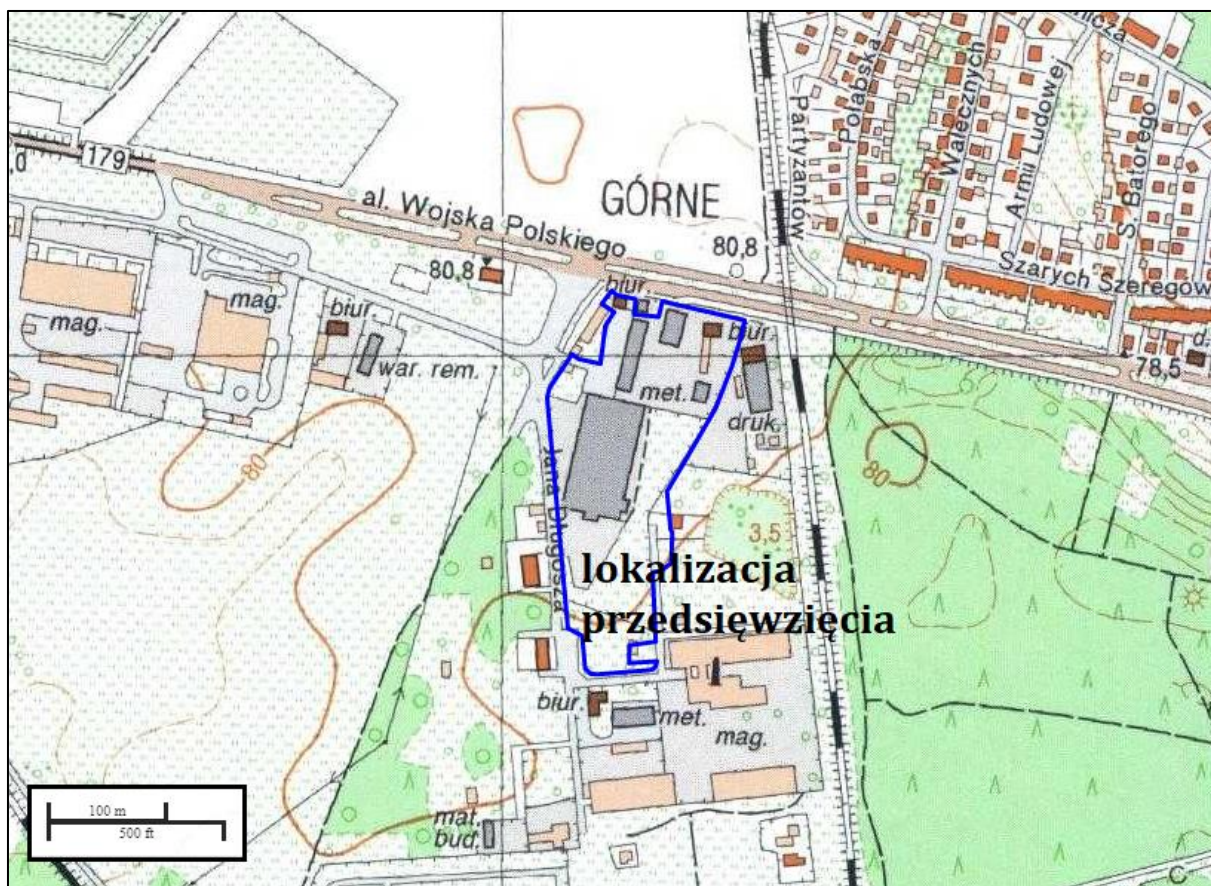 179
,0
al. Wojska Polskiego
GÓRNE
80,8
80,8
Partyzantów
Połabska
Walecznych
Armii Ludowej
S. Batorego
Szarych Szeregów
78,5
d.
mag.
mag.
biur.
war. rem.
biur.
biur.
met.
druk.
80
80
Jana Długosza
3,5
lokalizacja
przedsięwzięcia
biur.
met.
mag.
mat.
bud.
100 m
500 ft
C